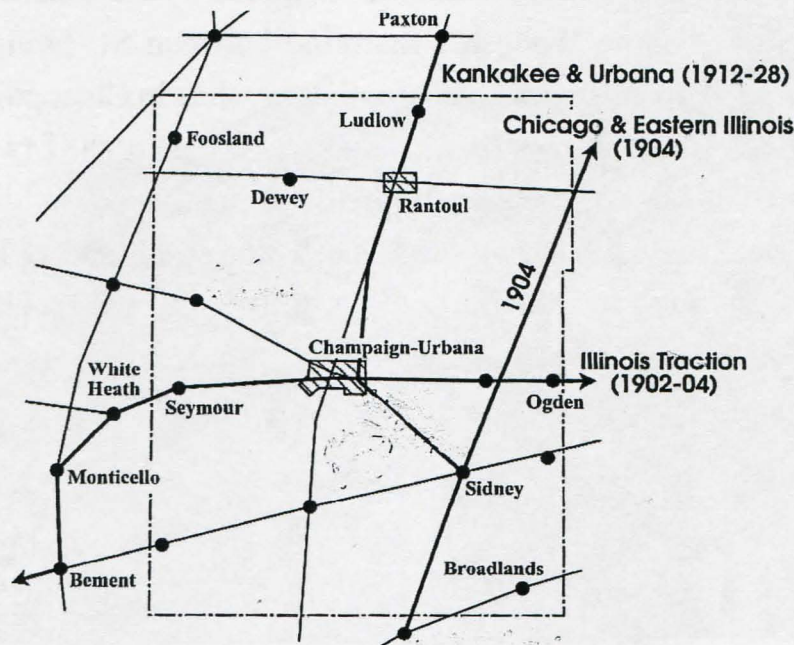 Paxton
Kankakee & Urbana (1912-28)
Ludlow
Chicago & Eastern Illinois
(1904)
Foosland
Dewey
Rantoul
1904
Champaign-Urbana
Illinois Traction
(1902-04)
White
Heath
Seymour
Ogden
Monticello
Sidney
Broadlands
Bement